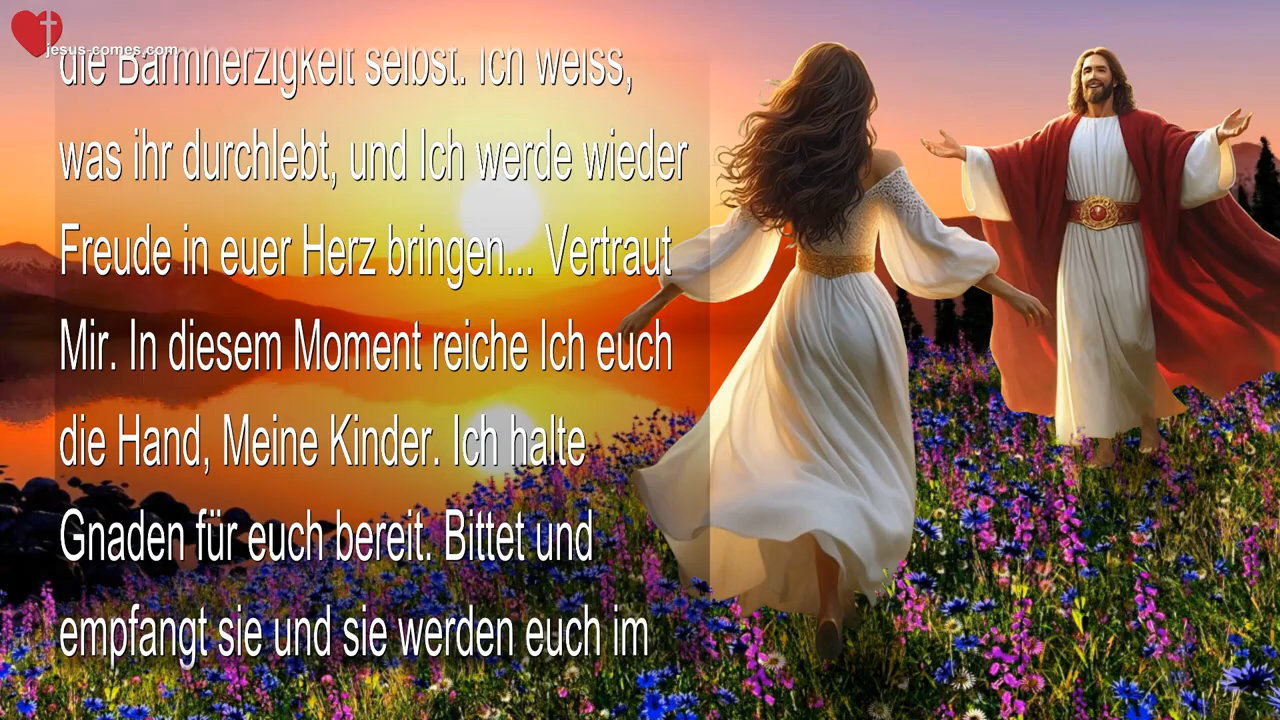 jesus-comes.com
die Barmherzigkeit selbst. Ich weiss,
was ihr durchlebt, und Ich werde wieder
Freude in euer Herz bringen... Vertraut
Mir. In diesem Moment reiche Ich euch
die Hand, Meine Kinder. Ich halte
Gnaden für euch bereit. Bittet und
empfangt sie und sie werden euch im